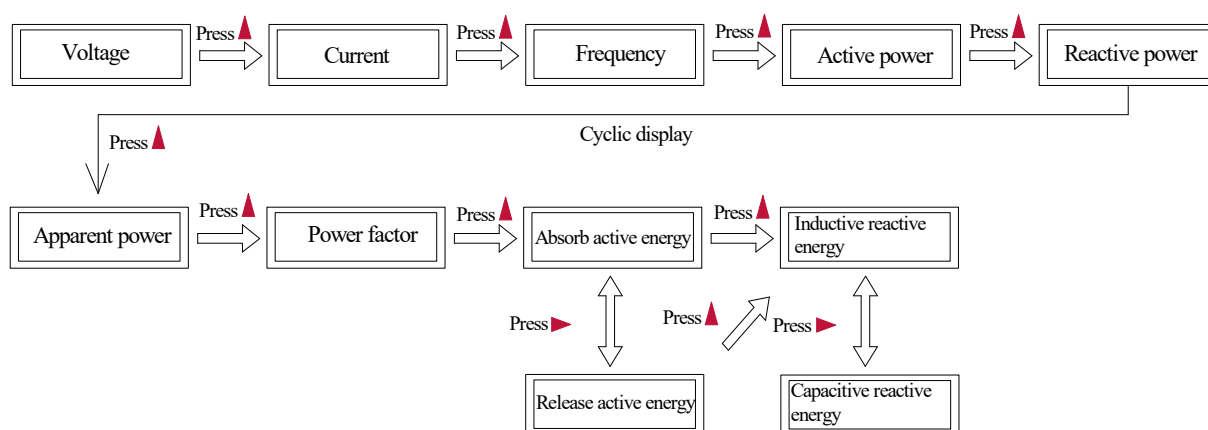 Press Press Press Press
Voltage Current Frequency Active power Reactive power
Press Cyclic display
Press Press Press
Apparent power Power factor Absorb active energy Inductive reactive
energy
Press Press Press
Release active energy Capacitive reactive
energy